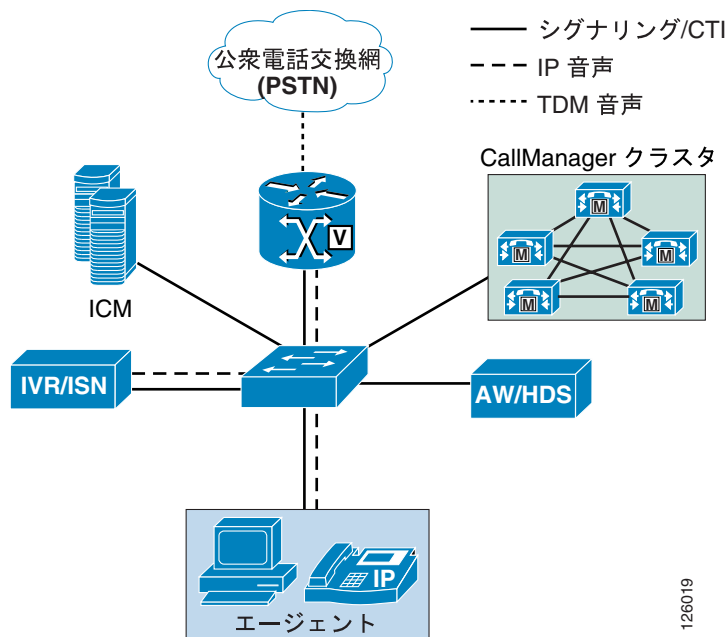 公衆電話交換網
(PSTN)
シグナリング/CTI
IP 音声
TDM 音声
CallManager クラスタ
M
M
M
M
M
V
ICM
IVR/ISN
AW/HDS
IP
エージェント
126019